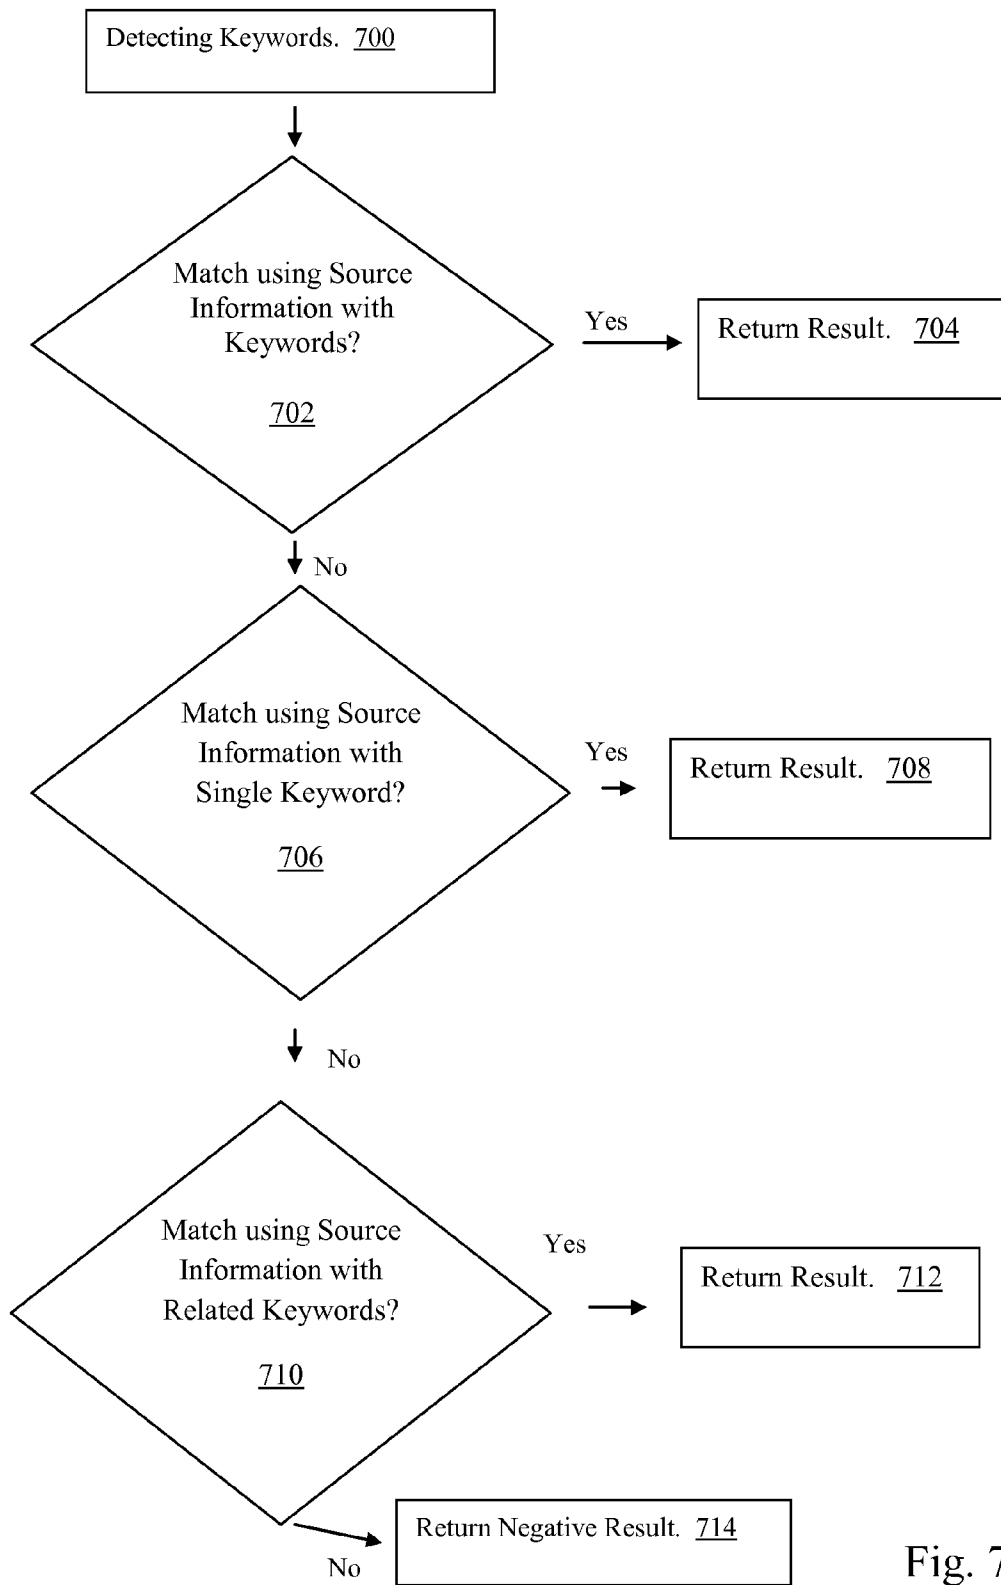 Detecting Keywords. 700
Match using Source
Information with
Keywords?
702
Yes
Return Result. 704
No
Match using Source
Information with
Single Keyword?
706
Yes
Return Result. 708
No
Match using Source
Information with
Related Keywords?
710
Yes
Return Result. 712
No
Return Negative Result. 714
Fig. 7